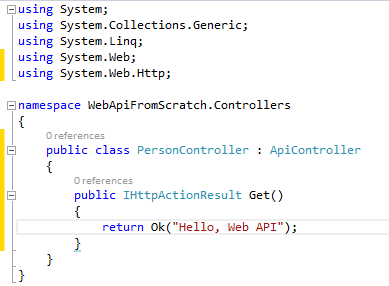 using System;
using System.Collections.Generic;
using System.Linq;
using System.Web;
using System.Web.Http;
namespace WebApiFromScratch.Controllers
{
0 references
public class PersonController : ApiController
{
0 references
public IHttpActionResult Get()
{
return Ok("Hello, Web API");
}
}
}